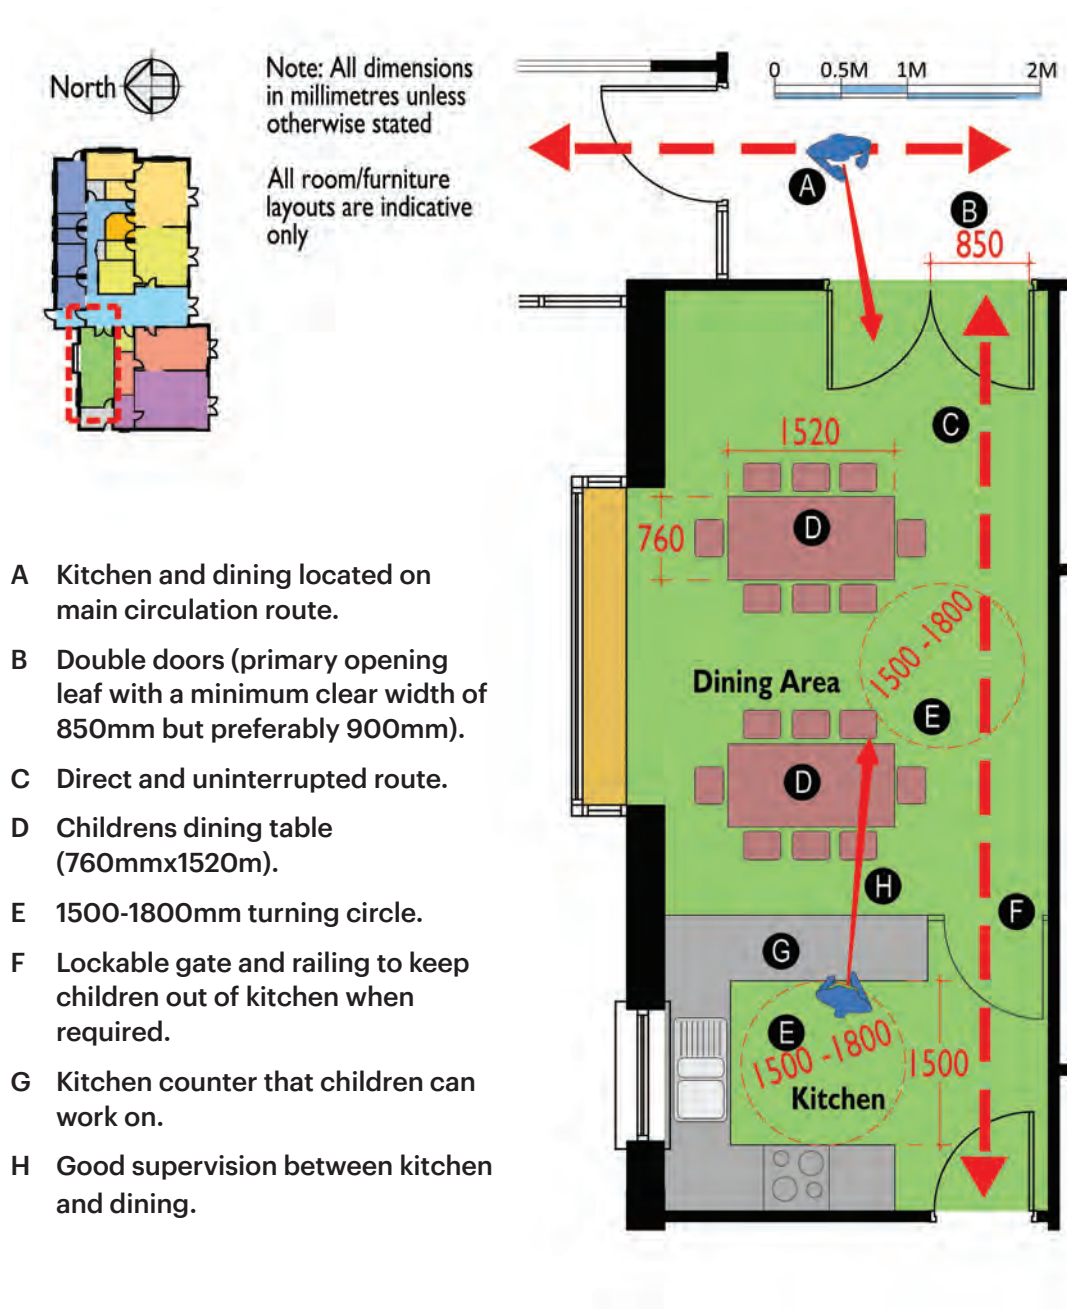 North
Note: All dimensions
in millimetres unless
otherwise stated
All room/furniture
layouts are indicative
only
0 0.5M 1M 2M
A
B
850
C
1520
D
760
1500 -1800
Dining Area
E
D
H
F
G
E
1500 -1800
1500
Kitchen
A Kitchen and dining located on
main circulation route.
B Double doors (primary opening
leaf with a minimum clear width of
850mm but preferably 900mm).
C Direct and uninterrupted route.
D Childrens dining table
(760mmx1520m).
E 1500-1800mm turning circle.
F Lockable gate and railing to keep
children out of kitchen when
required.
G Kitchen counter that children can
work on.
H Good supervision between kitchen
and dining.